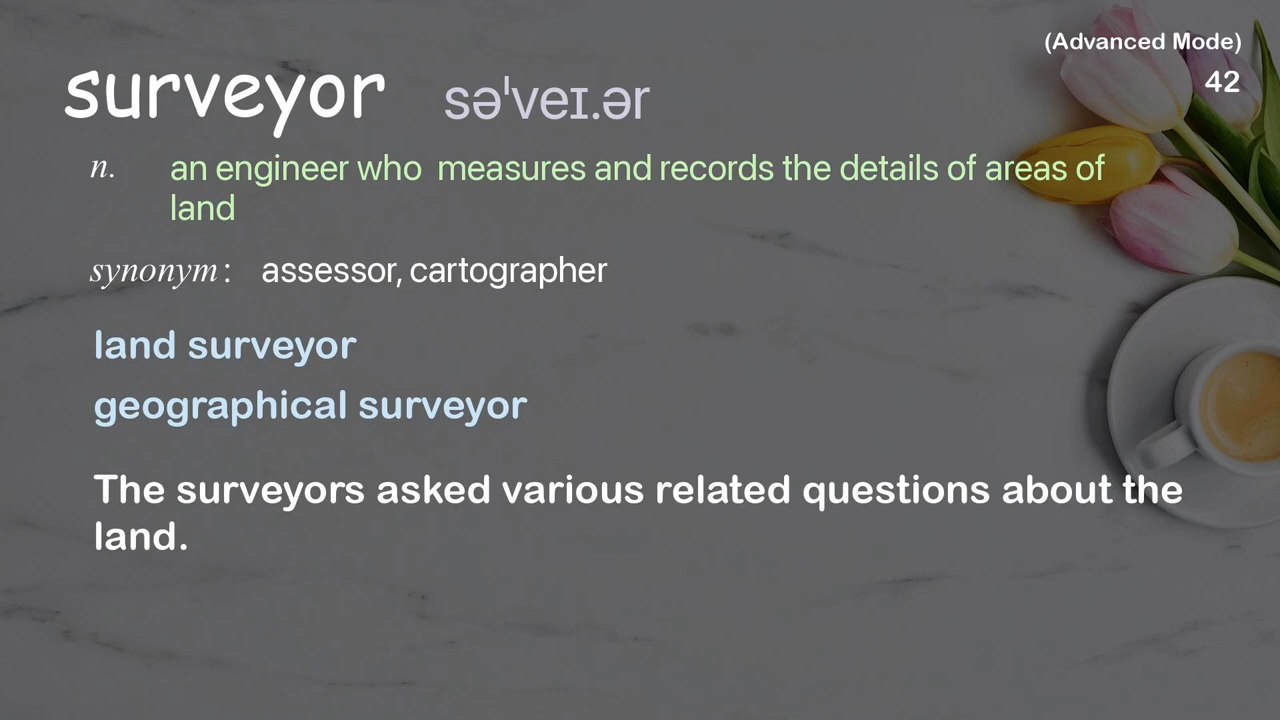 (Advanced Mode)
surveyor səˈveɪ.ər
42
n. an engineer who measures and records the details of areas of
land
synonym: assessor, cartographer
land surveyor
geographical surveyor
The surveyors asked various related questions about the
land.